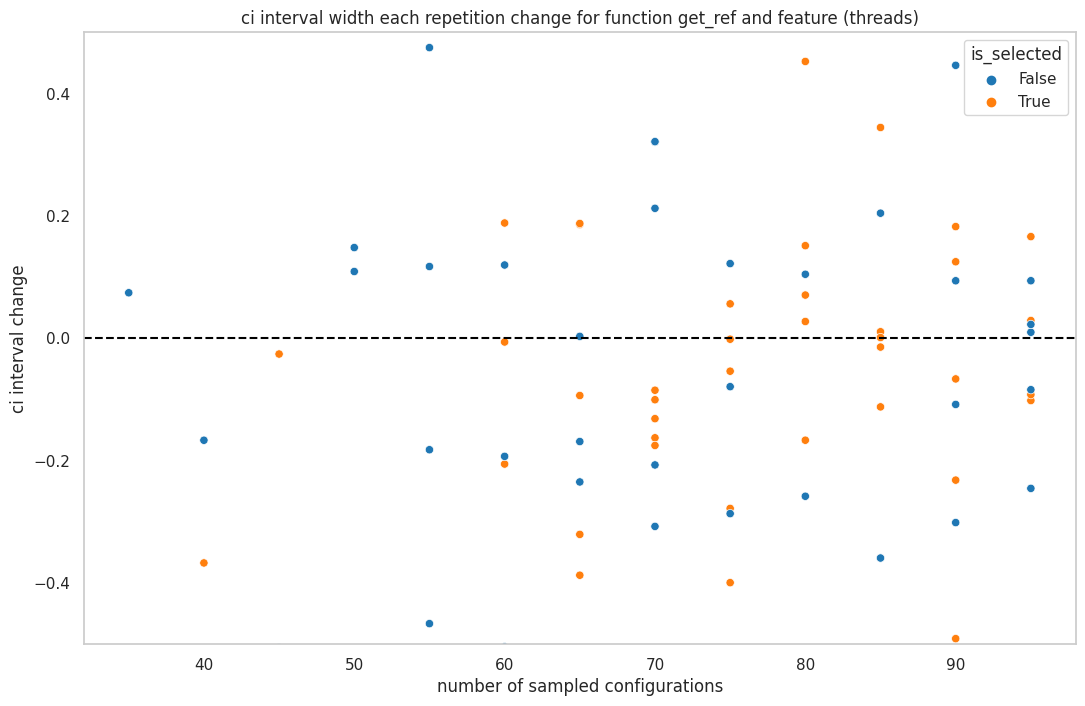 ci interval width each repetition change for function get_ref and feature (threads)
is_selected
False
True
ci interval change
0.4
0.2
0.0
−0.2
−0.4
40
50
60
70
80
90
number of sampled configurations